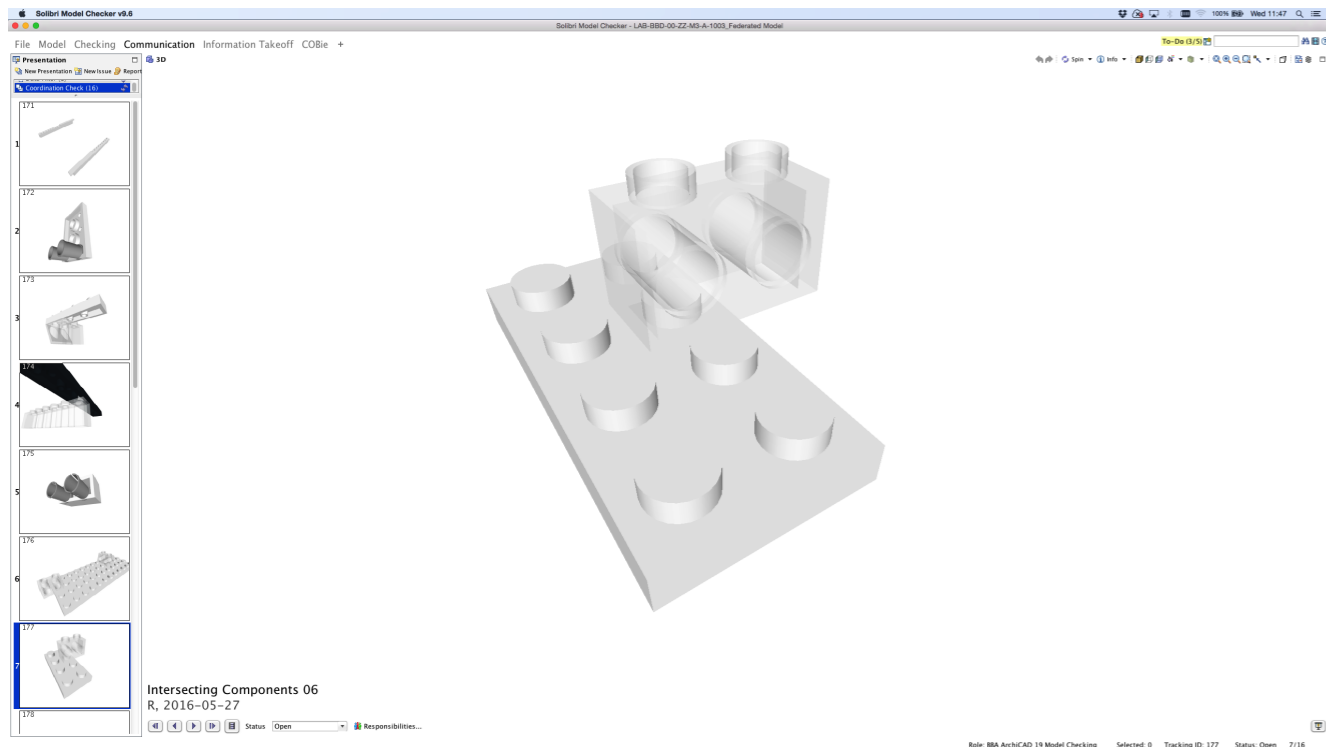 Solibri Model Checker v9.6
100%
Wed 11:47
Solibri Model Checker - LAB-BBD-00-ZZ-M3-A-1003_Federated Model
File Model Checking Communication Information Takeoff COBie +
To-Do (3/5)
Presentation
3D
Spin
Info
New Presentation New Issue Report
Coordination Check (16)
171
1
172
2
173
3
174
4
175
5
176
6
177
7
178
Intersecting Components 06
R, 2016-05-27
Status Open Responsibilities...
Role: BBA ArchiCAD 19 Model Checking Selected: 0 Tracking ID: 177 Status: Open 7/16